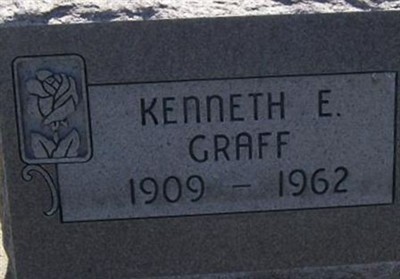 KENNETH E.
GRAFF
1909 – 1962